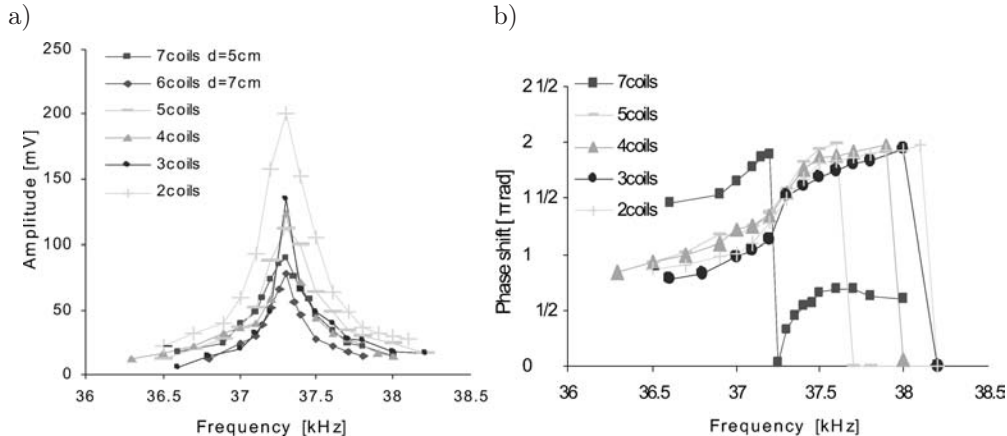 a)
7coils d=5cm
6coils d=7cm
5coils
4coils
3coils
2coils
Amplitude [mV]
250
200
150
100
50
0
36 36.5 37 37.5 38 38.5
Frequency [kHz]
b)
7coils
5coils
4coils
3coils
2coils
Phase shift [πrad]
2 1/2
2
1 1/2
1
1/2
0
36 36.5 37 37.5 38 38.5
Frequency [kHz]